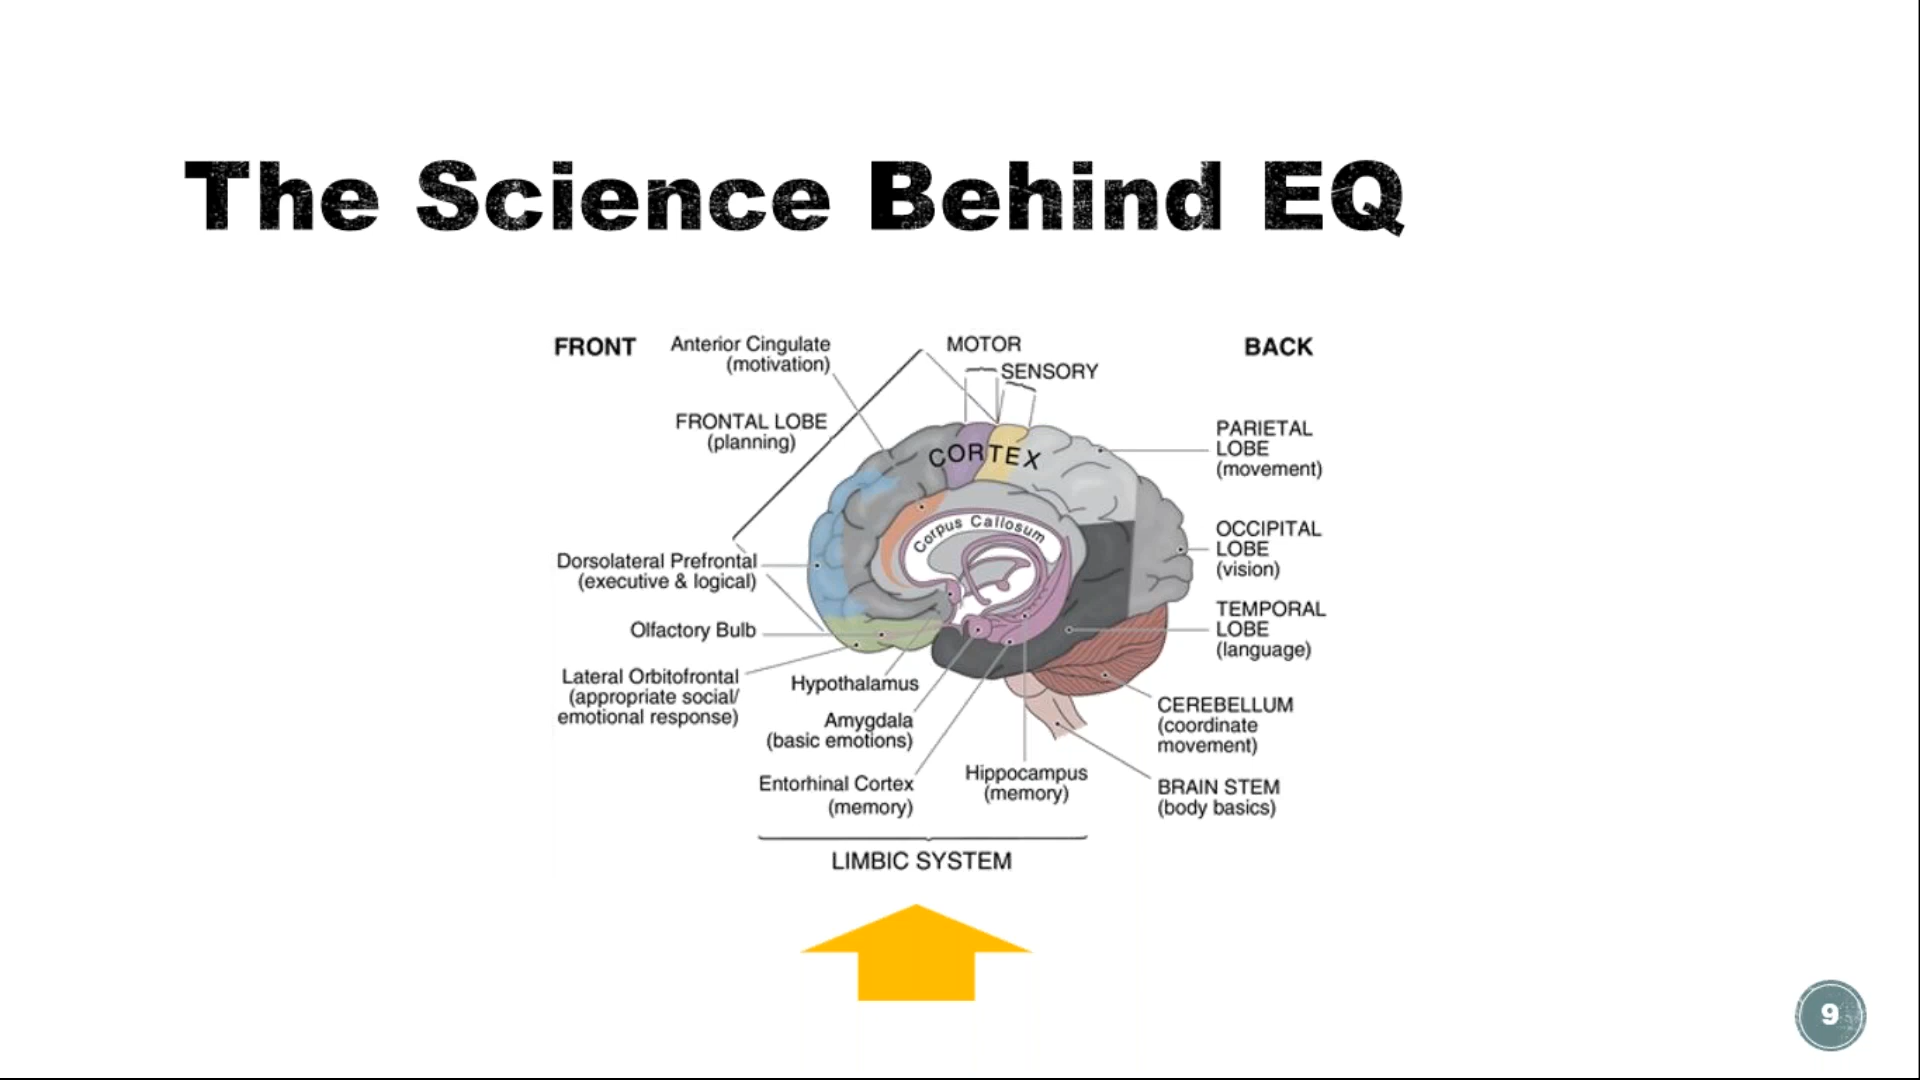 The Science Behind EQ
FRONT
Anterior Cingulate
(motivation)
MOTOR
SENSORY
BACK
FRONTAL LOBE
(planning)
CORTEX
PARIETAL
LOBE
(movement)
Corpus Callosum
OCCIPITAL
LOBE
(vision)
Dorsolateral Prefrontal
(executive & logical)
TEMPORAL
LOBE
(language)
Olfactory Bulb
Lateral Orbitofrontal
(appropriate social/
emotional response)
Hypothalamus
Amygdala
(basic emotions)
CEREBELLUM
(coordinate
movement)
Entorhinal Cortex
(memory)
Hippocampus
(memory)
BRAIN STEM
(body basics)
LIMBIC SYSTEM
9